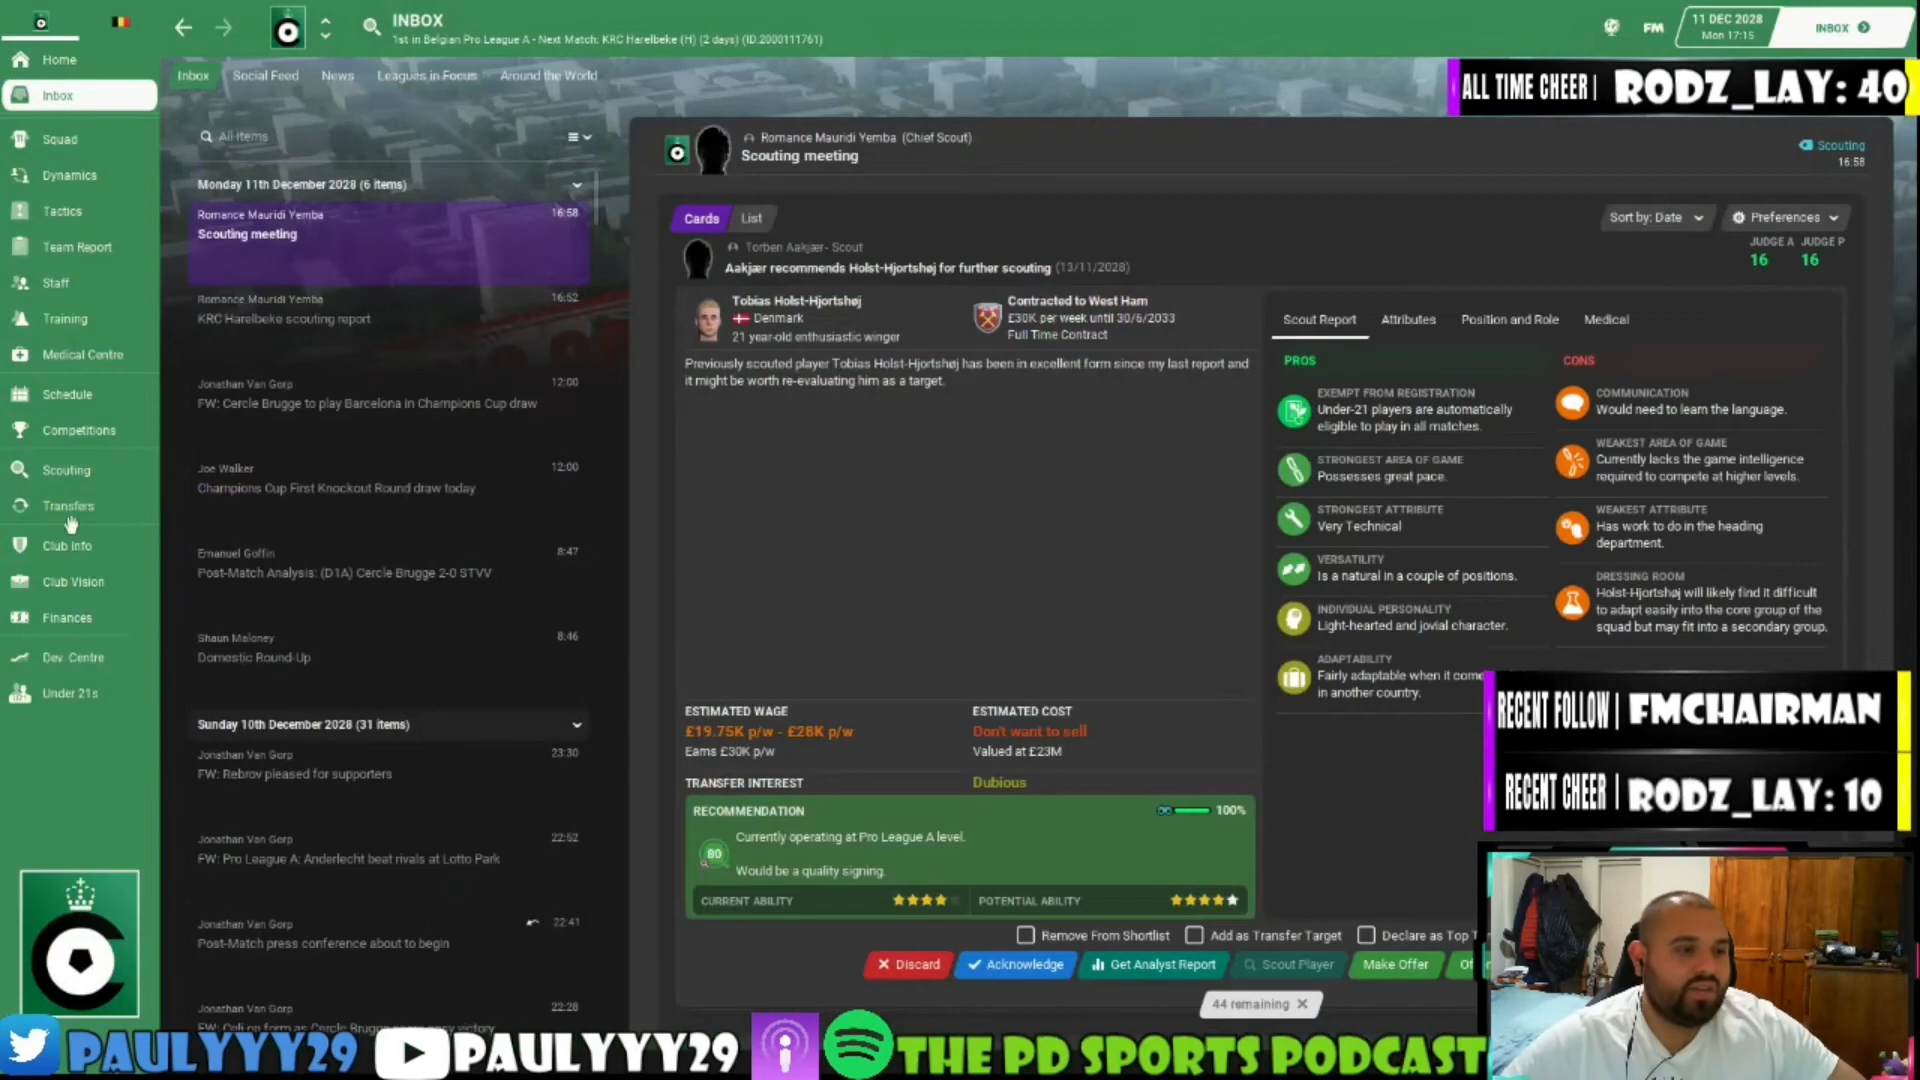 INBOX
1st in Belgian Pro League A - Next Match: KRC Harelbeke (H) (2 days) (ID:2000111761)
FM
11 DEC 2028
Mon 17:15
INBOX
Home
Inbox
Squad
Dynamics
Tactics
Team Report
Staff
Training
Medical Centre
Schedule
Competitions
Scouting
Transfers
Club Info
Club Vision
Finances
Dev. Centre
Under 21s
Inbox
Social Feed
News
Leagues in Focus
Around the World
ALL TIME CHEER | RODZ_LAY: 40
All Items
Monday 11th December 2028 (6 items)
Romance Mauridi Yemba 16:58
Scouting meeting
Romance Mauridi Yemba 16:52
KRC Harelbeke scouting report
Jonathan Van Gorp 12:00
FW: Cercle Brugge to play Barcelona in Champions Cup draw
Joe Walker 12:00
Champions Cup First Knockout Round draw today
Emanuel Goffin 8:47
Post-Match Analysis: (D1A) Cercle Brugge 2-0 STVV
Shaun Maloney 8:46
Domestic Round-Up
Sunday 10th December 2028 (31 items)
Jonathan Van Gorp 23:30
FW: Rebrov pleased for supporters
Jonathan Van Gorp 22:52
FW: Pro League A: Anderlecht beat rivals at Lotto Park
Jonathan Van Gorp 22:41
Post-Match press conference about to begin
Jonathan Van Gorp 22:28
Romance Mauridi Yemba (Chief Scout)
Scouting meeting
Scouting
16:58
Cards
List
Sort by: Date
Preferences
Torben Aakjær- Scout
Aakjær recommends Holst-Hjortshøj for further scouting (13/11/2028)
JUDGE A JUDGE P
16 16
Tobias Holst-Hjortshøj
Denmark
21 year-old enthusiastic winger
Contracted to West Ham
£30K per week until 30/6/2033
Full Time Contract
Previously scouted player Tobias Holst-Hjortshøj has been in excellent form since my last report and
it might be worth re-evaluating him as a target.
Scout Report
Attributes
Position and Role
Medical
PROS
EXEMPT FROM REGISTRATION
Under-21 players are automatically
eligible to play in all matches.
STRONGEST AREA OF GAME
Possesses great pace.
STRONGEST ATTRIBUTE
Very Technical
VERSATILITY
Is a natural in a couple of positions.
INDIVIDUAL PERSONALITY
Light-hearted and jovial character.
ADAPTABILITY
Fairly adaptable when it come
in another country.
CONS
COMMUNICATION
Would need to learn the language.
WEAKEST AREA OF GAME
Currently lacks the game intelligence
required to compete at higher levels.
WEAKEST ATTRIBUTE
Has work to do in the heading
department.
DRESSING ROOM
Holst-Hjortshøj will likely find it difficult
to adapt easily into the core group of the
squad but may fit into a secondary group.
ESTIMATED WAGE
£19.75K p/w - £28K p/w
Earns £30K p/w
ESTIMATED COST
Don't want to sell
Valued at £23M
TRANSFER INTEREST
Dubious
RECOMMENDATION
100%
80
Currently operating at Pro League A level.
Would be a quality signing.
CURRENT ABILITY
POTENTIAL ABILITY
Remove From Shortlist
Add as Transfer Target
Declare as Top T
Discard
Acknowledge
Get Analyst Report
Scout Player
Make Offer
44 remaining
RECENT FOLLOW | FMCHAIRMAN
RECENT CHEER | RODZ_LAY: 10
PAULYYY29
PAULYYY29
THE PD SPORTS PODCAST